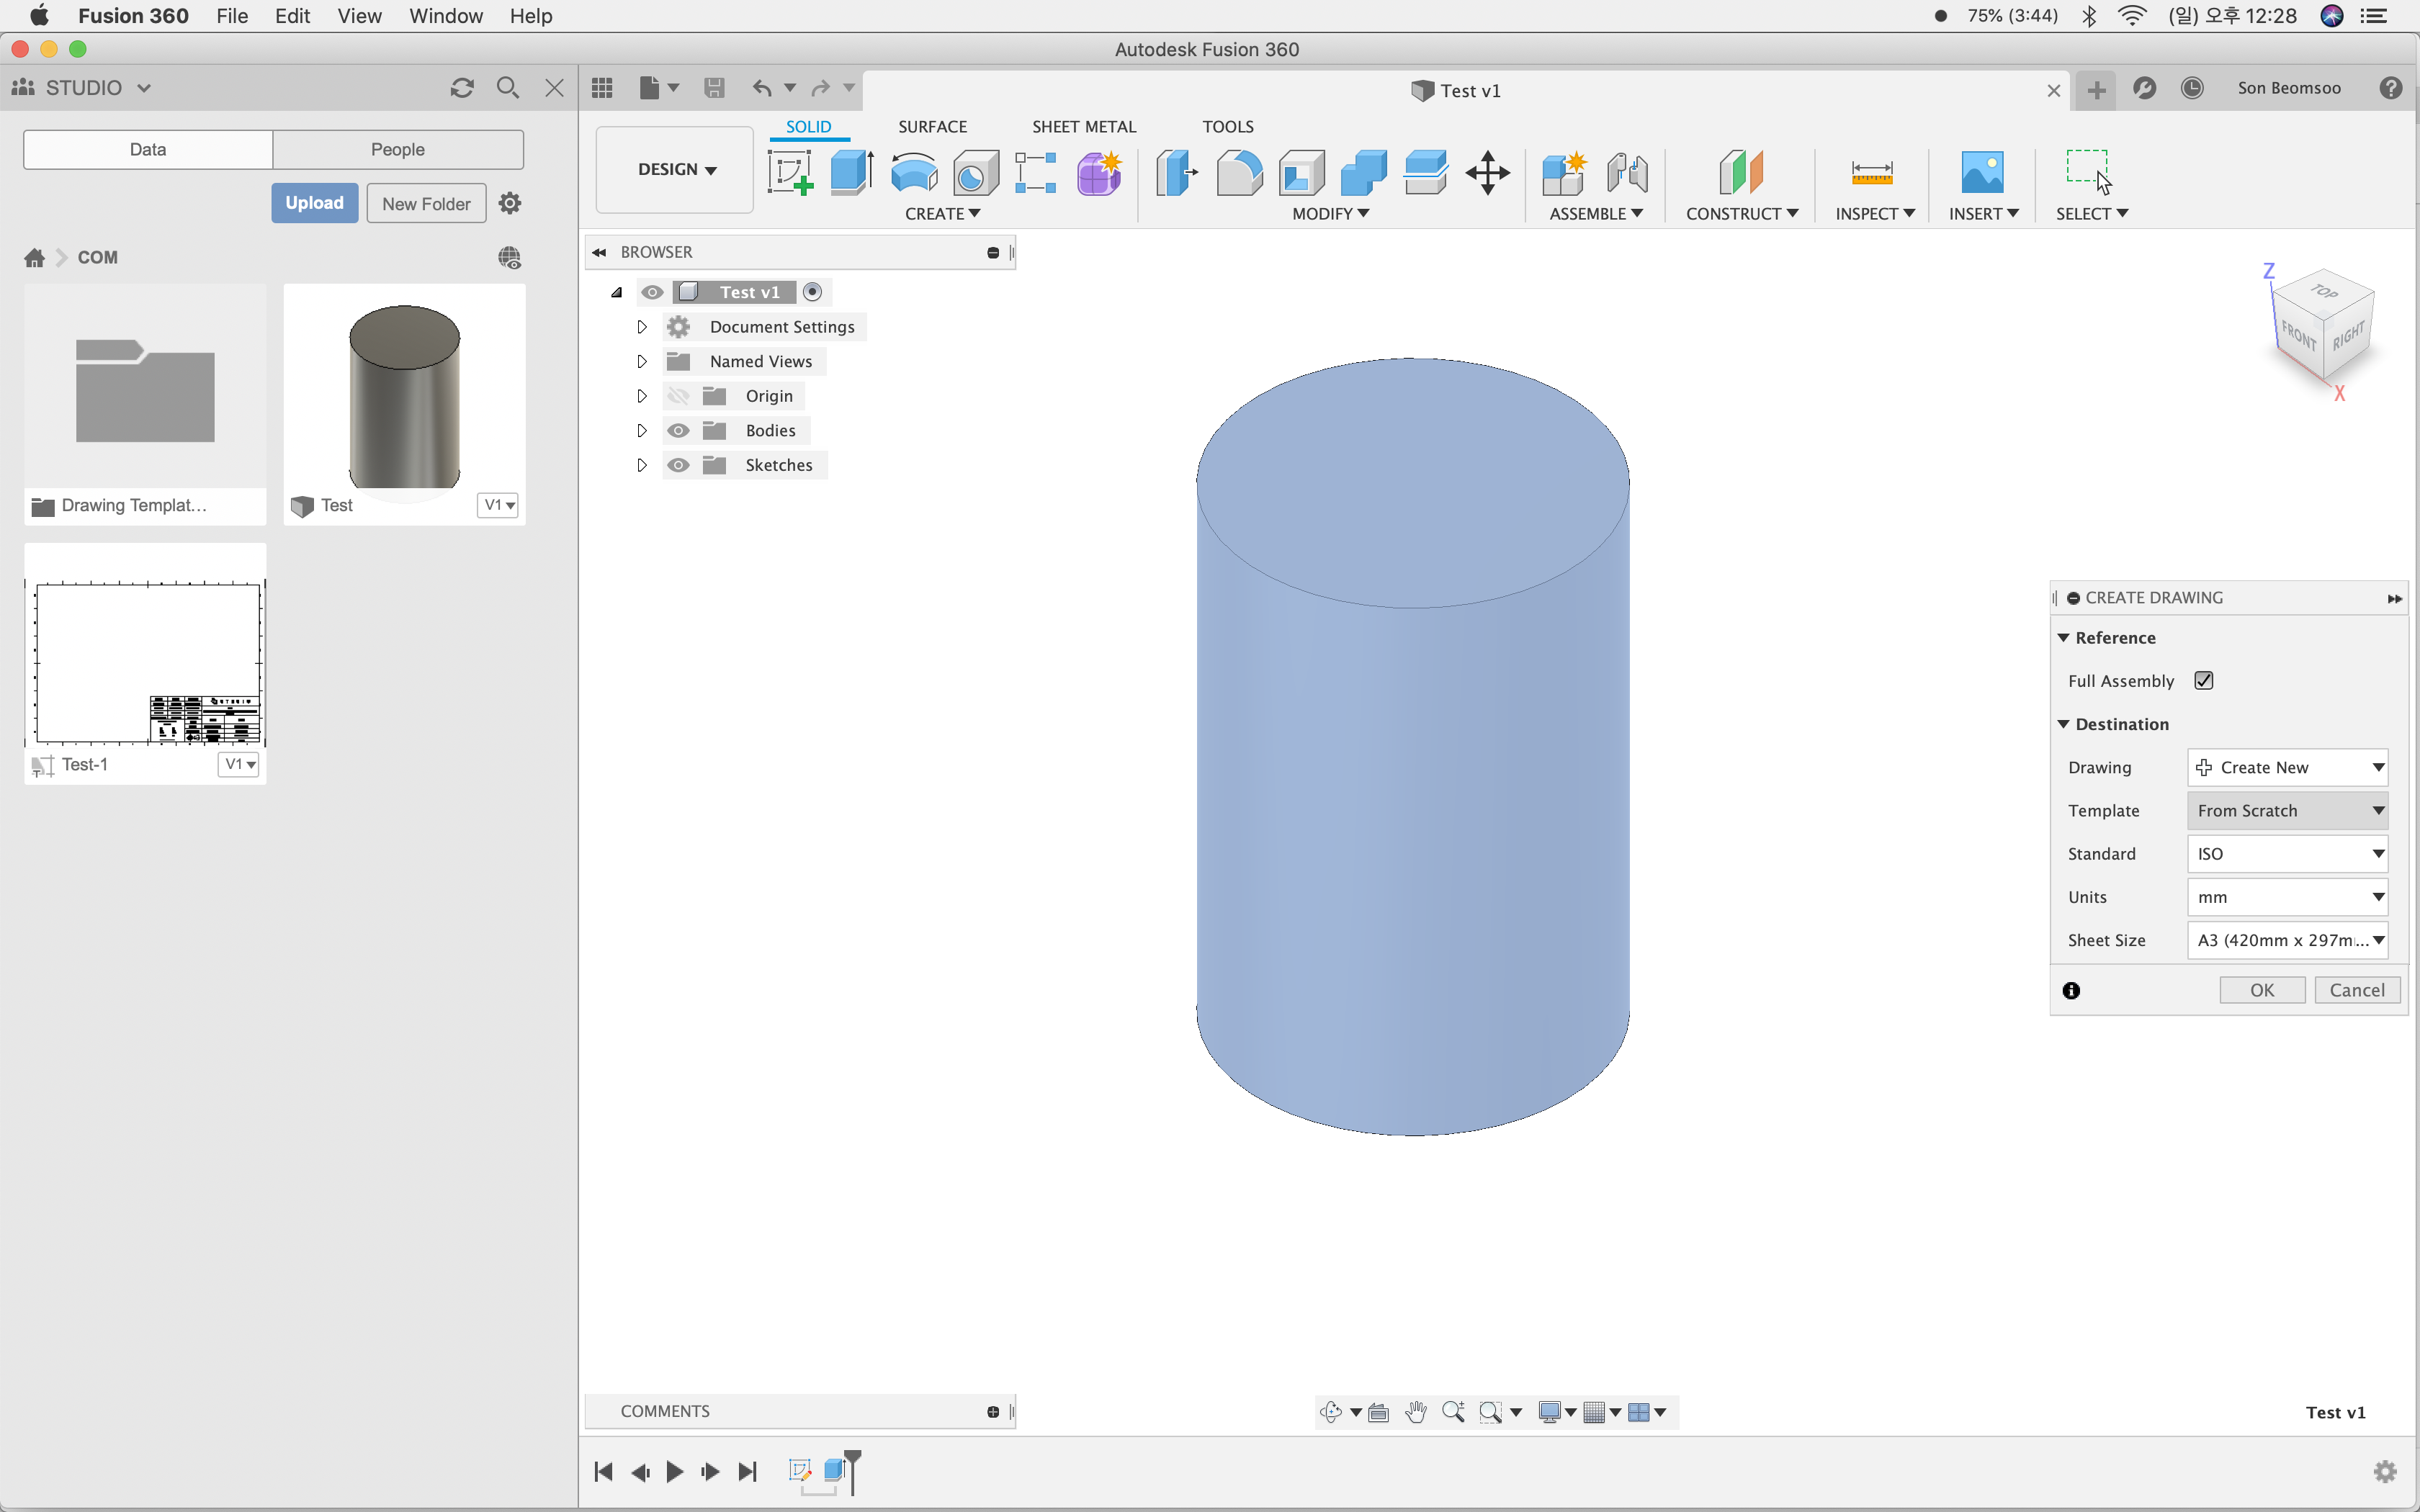 Fusion 360 File Edit View Window Help 75% (3:44) (일) 오후 12:28
Autodesk Fusion 360
STUDIO
Test v1
Son Beomsoo
Data People
Upload New Folder
COM
Drawing Templat...
Test V1
Test-1 V1
DESIGN
SOLID SURFACE SHEET METAL TOOLS
CREATE MODIFY ASSEMBLE CONSTRUCT INSPECT INSERT SELECT
BROWSER
Test v1
Document Settings
Named Views
Origin
Bodies
Sketches
Z
TOP
FRONT RIGHT
X
CREATE DRAWING
Reference
Full Assembly
Destination
Drawing Create New
Template From Scratch
Standard ISO
Units mm
Sheet Size A3 (420mm x 297m...
OK Cancel
COMMENTS
Test v1